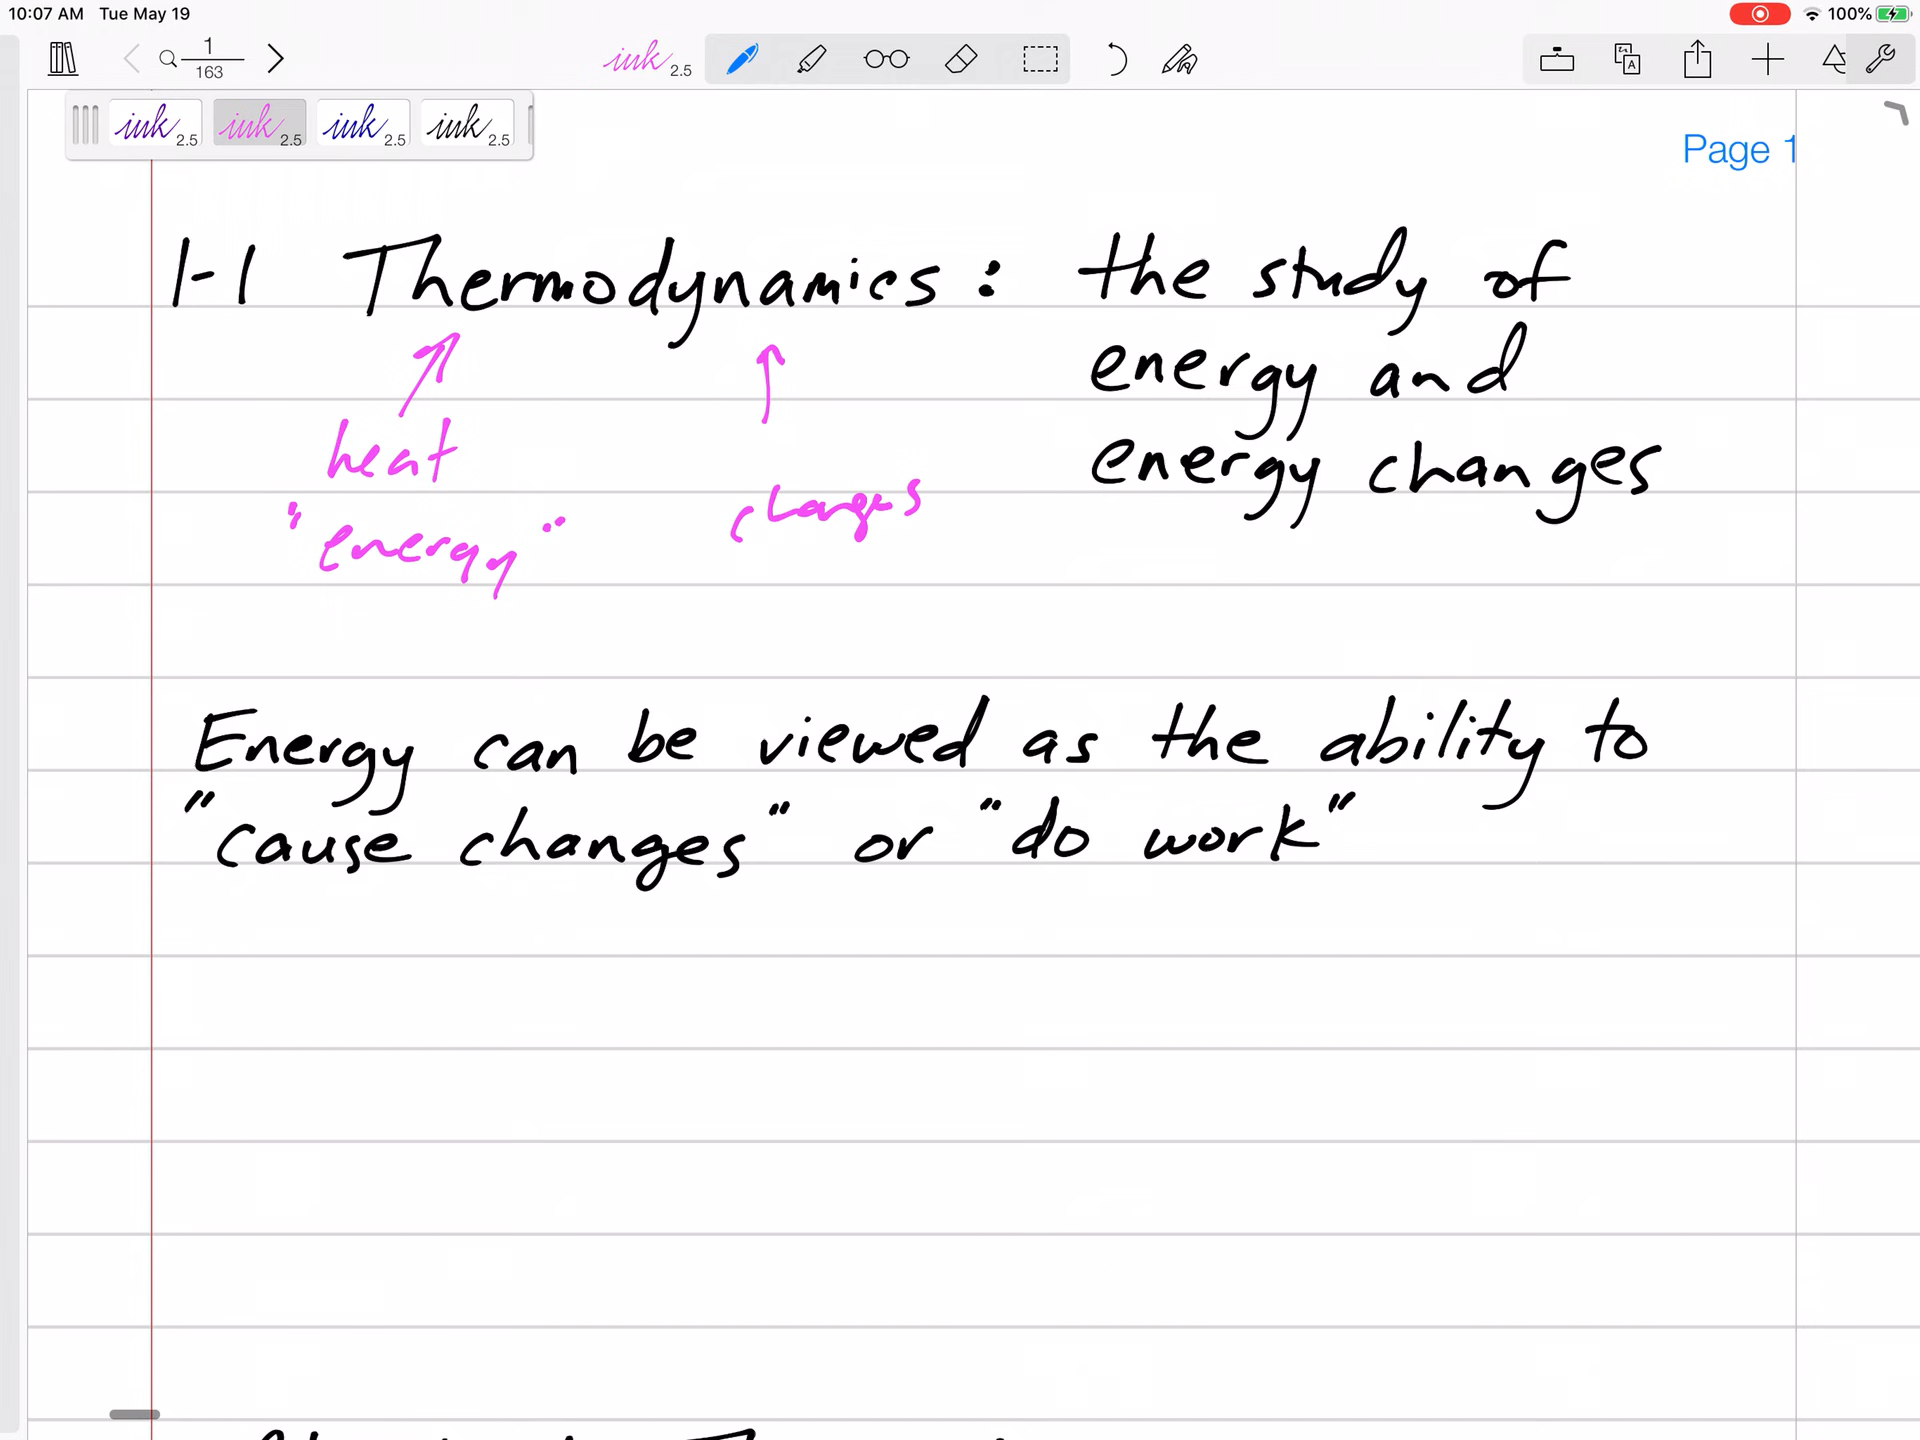 10:07 AM Tue May 19
100%
1
163
ink 2.5
ink 2.5 ink 2.5 ink 2.5 ink 2.5
Page 1
1-1 Thermodynamics: the study of
energy and
energy changes
heat
"energy"
changes
Energy can be viewed as the ability to
"cause changes" or "do work"